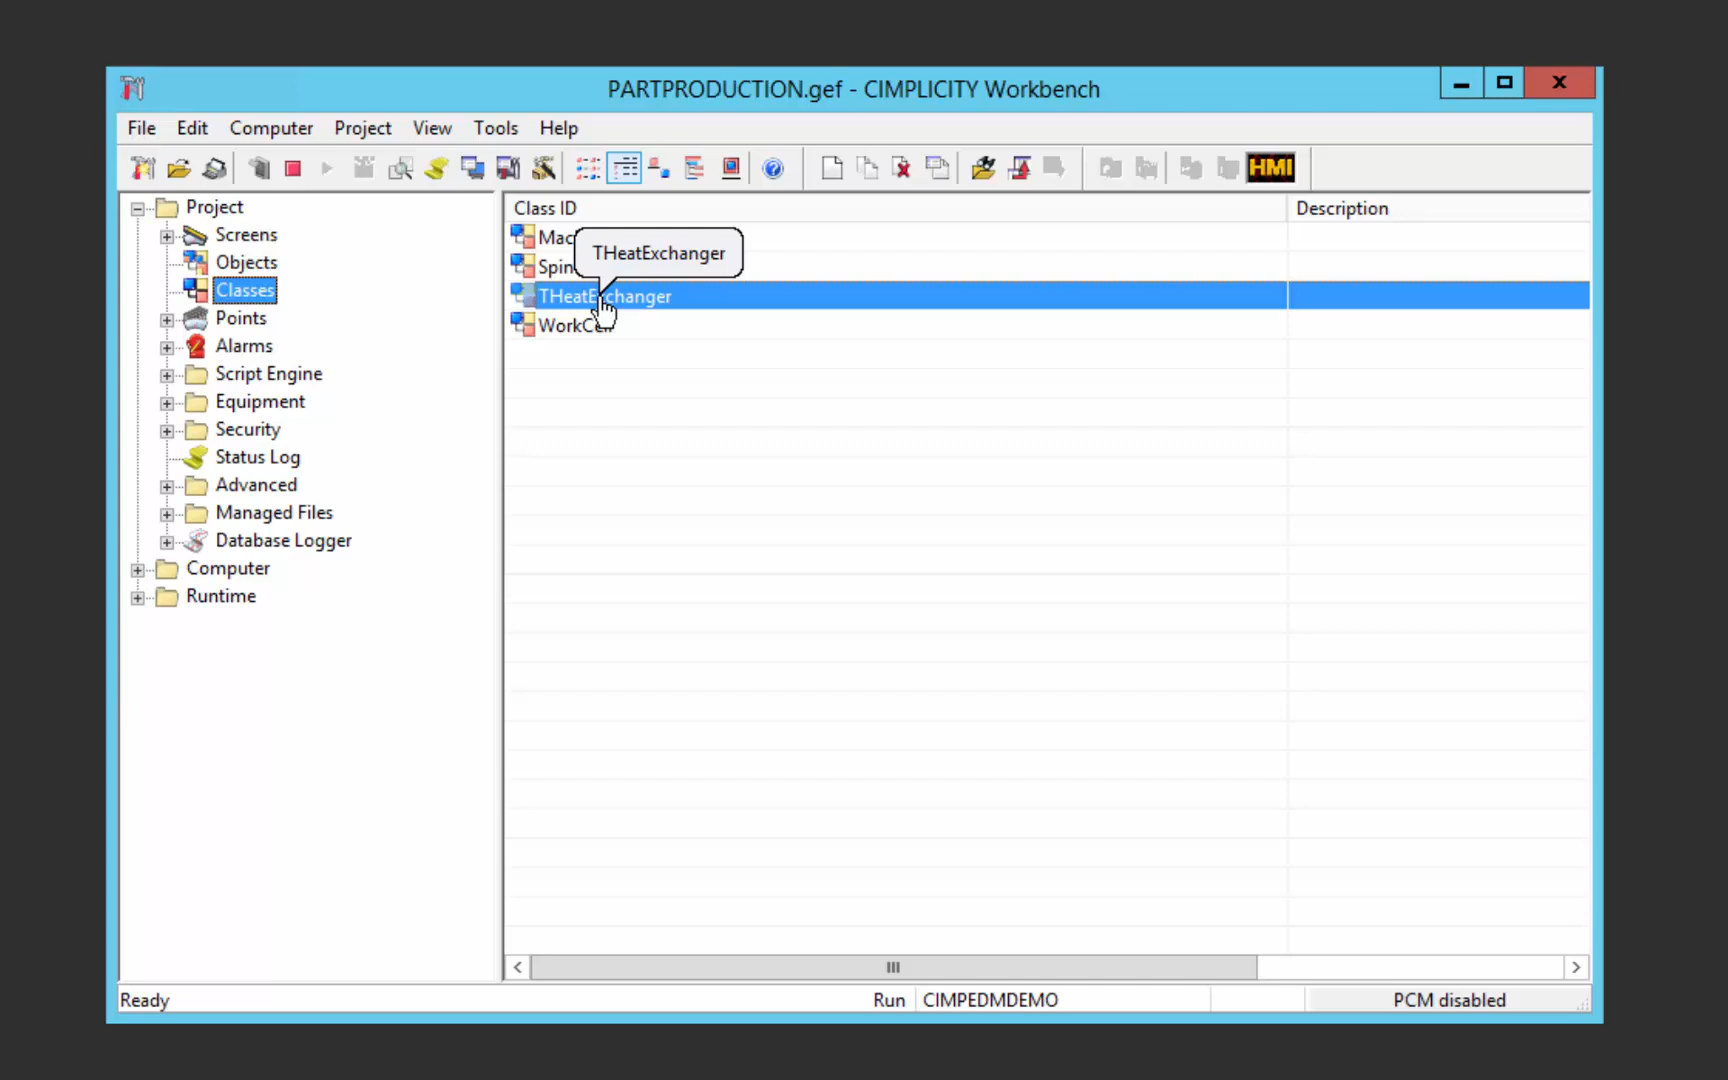 PARTPRODUCTION.gef - CIMPLICITY Workbench
File Edit Computer Project View Tools Help
HMI
Project
Screens
Objects
Classes
Points
Alarms
Script Engine
Equipment
Security
Status Log
Advanced
Managed Files
Database Logger
Computer
Runtime
Class ID Description
THeatExchanger
THeatExchanger
Ready Run CIMPEDMDEMO PCM disabled